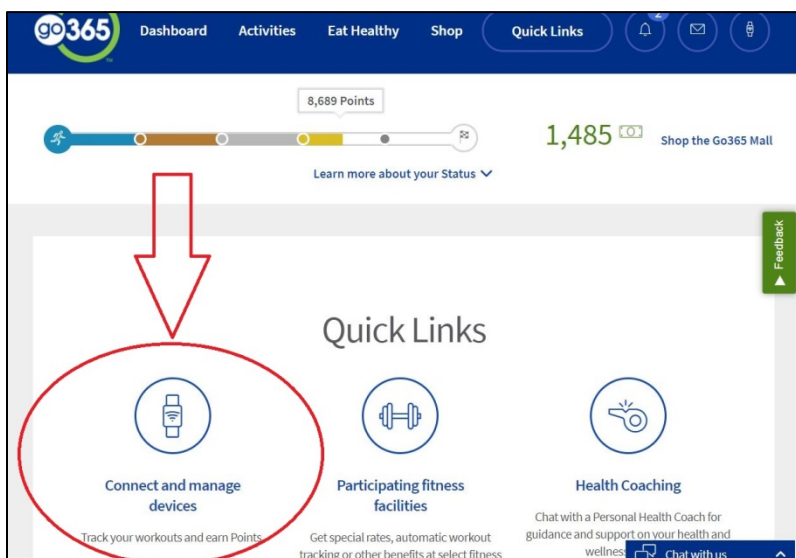 go365
Dashboard Activities Eat Healthy Shop Quick Links 2
8,689 Points
1,485 Shop the Go365 Mall
Learn more about your Status
Feedback
Quick Links
Connect and manage
devices
Track your workouts and earn Points
Participating fitness
facilities
Get special rates, automatic workout
tracking or other benefits at select fitness
Health Coaching
Chat with a Personal Health Coach for
guidance and support on your health and
wellness
Chat with us